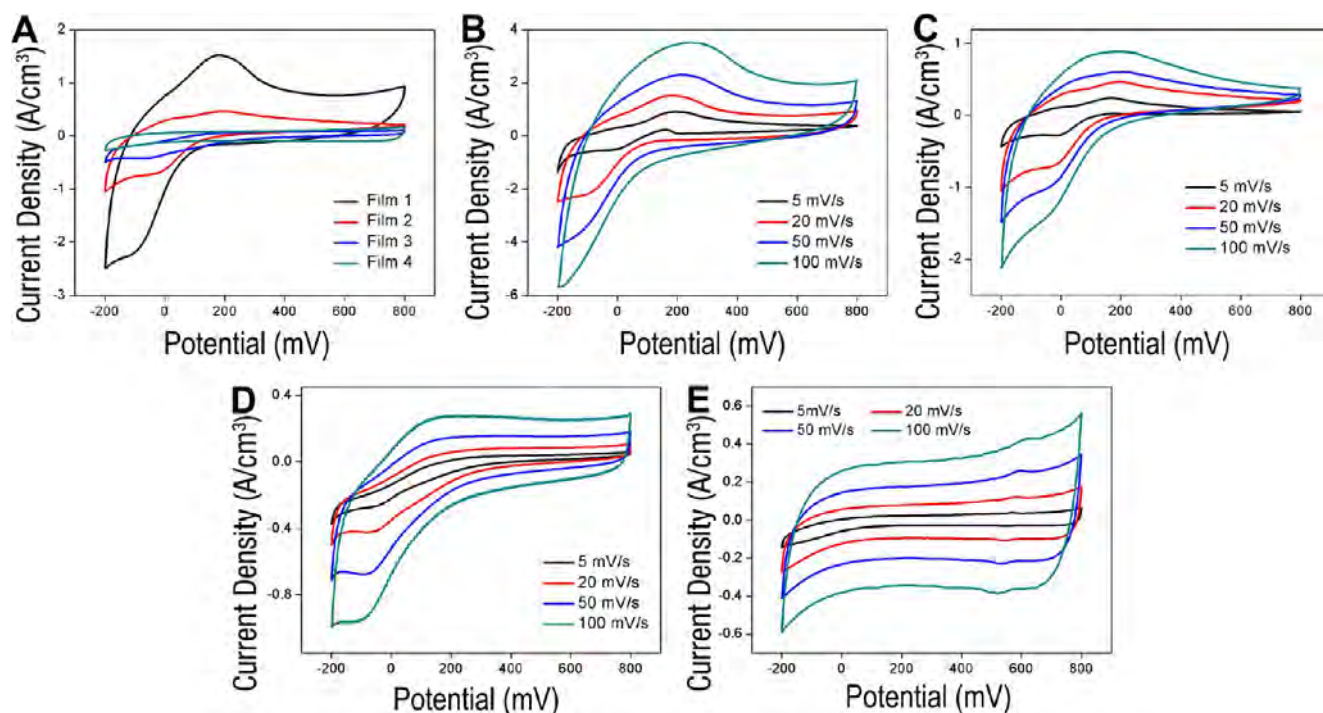 A
Current Density (A/cm³)
2
1
0
-1
-2
-3
-200 0 200 400 600 800
Potential (mV)
Film 1
Film 2
Film 3
Film 4
B
Current Density (A/cm³)
4
2
0
-2
-4
-6
-200 0 200 400 600 800
Potential (mV)
5 mV/s
20 mV/s
50 mV/s
100 mV/s
C
Current Density (A/cm³)
1
0
-1
-2
-200 0 200 400 600 800
Potential (mV)
5 mV/s
20 mV/s
50 mV/s
100 mV/s
D
Current Density (A/cm³)
0.4
0.0
-0.4
-0.8
-200 0 200 400 600 800
Potential (mV)
5 mV/s
20 mV/s
50 mV/s
100 mV/s
E
Current Density (A/cm³)
0.6
0.4
0.2
0.0
-0.2
-0.4
-0.6
-200 0 200 400 600 800
Potential (mV)
5mV/s 20 mV/s
50 mV/s 100 mV/s